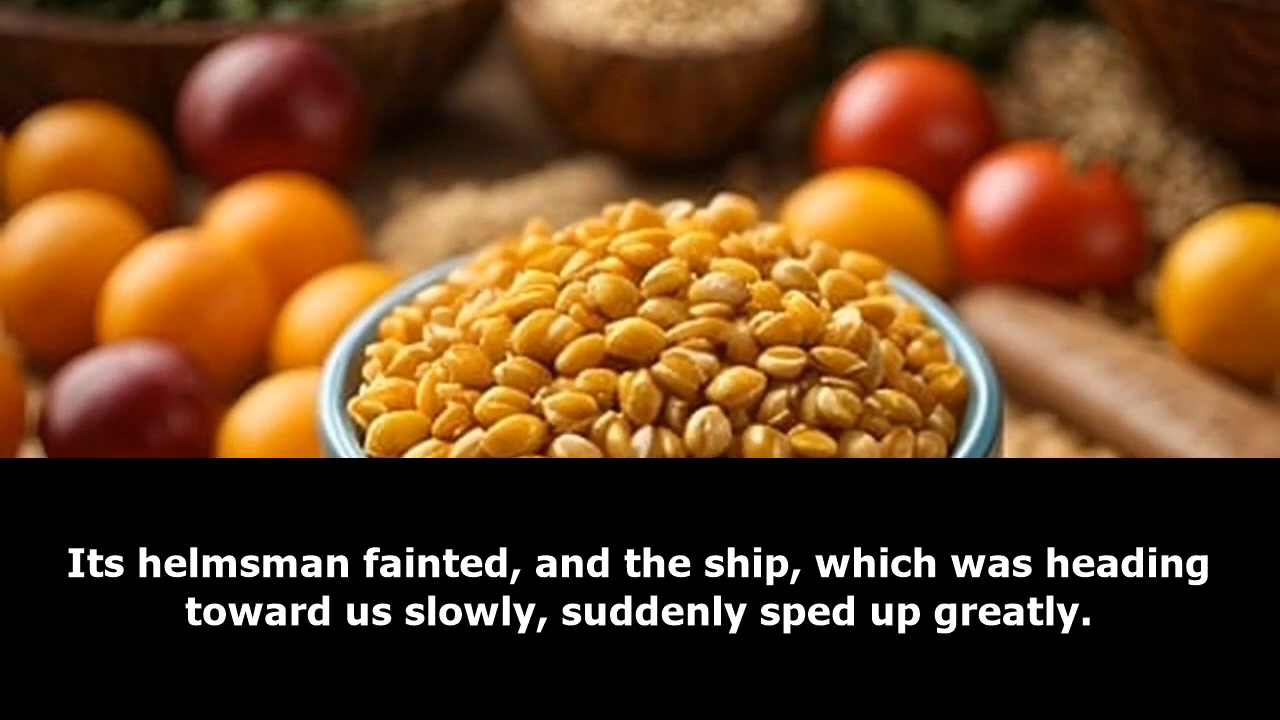 Its helmsman fainted, and the ship, which was heading
toward us slowly, suddenly sped up greatly.